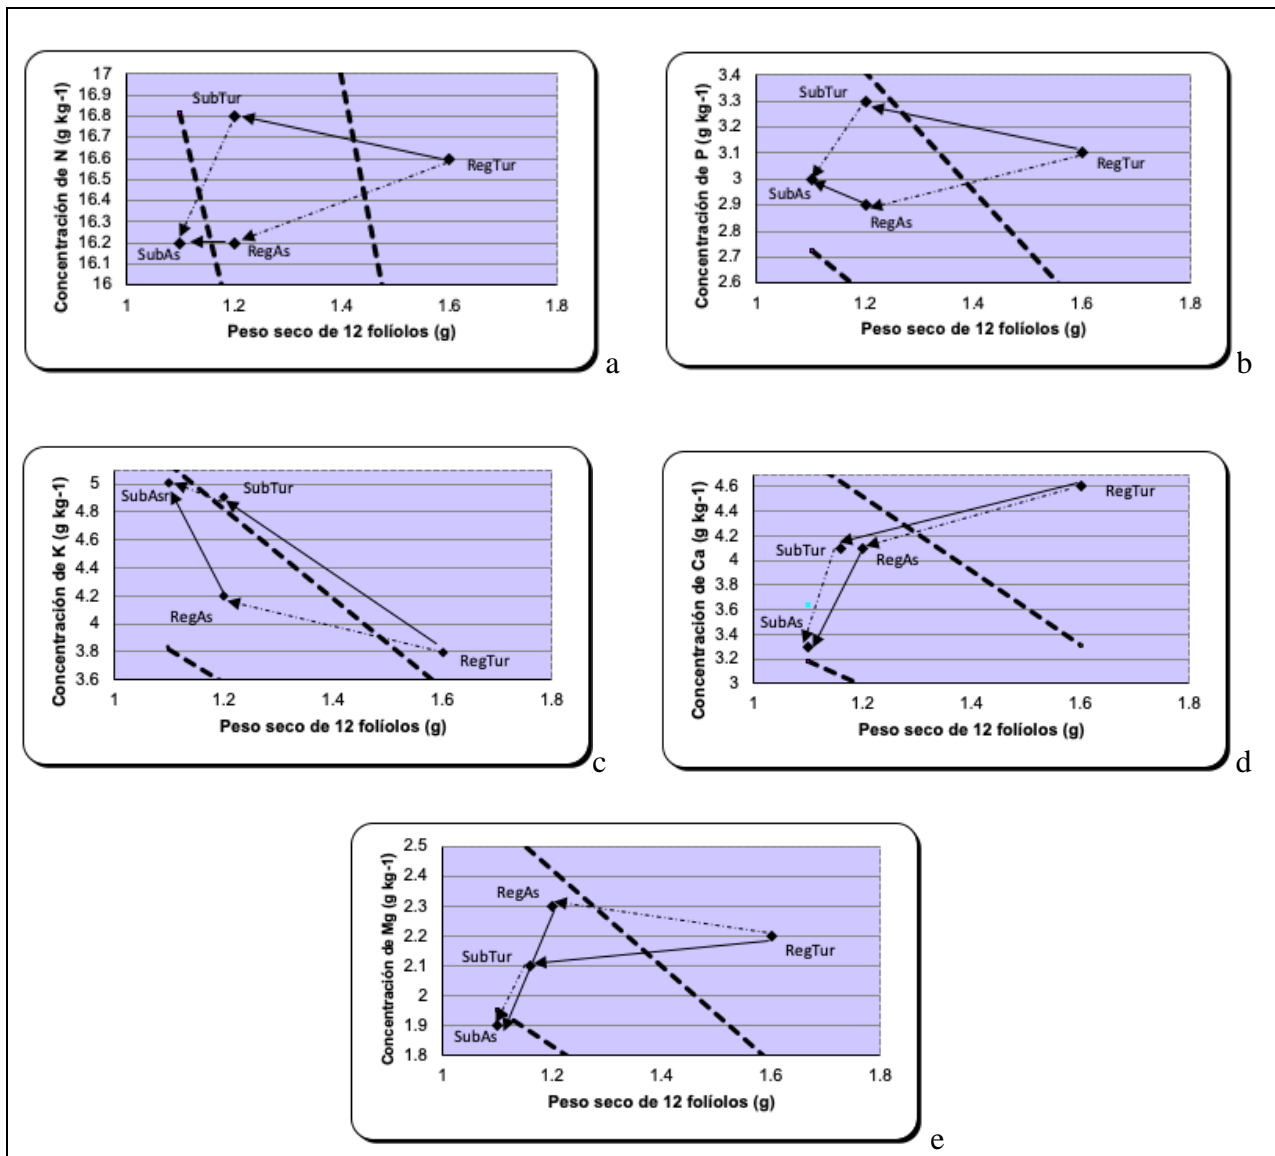 17
16.9
16.8
16.7
16.6
16.5
16.4
16.3
16.2
16.1
16
Concentración de N (g kg-1)
SubTur
RegTur
SubAs
RegAs
1
1.2
1.4
1.6
1.8
Peso seco de 12 folíolos (g)
a
3.4
3.3
3.2
3.1
3
2.9
2.8
2.7
2.6
Concentración de P (g kg-1)
SubTur
RegTur
SubAs
RegAs
1
1.2
1.4
1.6
1.8
Peso seco de 12 folíolos (g)
b
5
4.8
4.6
4.4
4.2
4
3.8
3.6
Concentración de K (g kg-1)
SubAsr
SubTur
RegAs
RegTur
1
1.2
1.4
1.6
1.8
Peso seco de 12 folíolos (g)
c
4.6
4.4
4.2
4
3.8
3.6
3.4
3.2
3
Concentración de Ca (g kg-1)
RegTur
SubTur
RegAs
SubAs
1
1.2
1.4
1.6
1.8
Peso seco de 12 folíolos (g)
d
2.5
2.4
2.3
2.2
2.1
2
1.9
1.8
Concentración de Mg (g kg-1)
RegAs
SubTur
RegTur
SubAs
1
1.2
1.4
1.6
1.8
Peso seco de 12 folíolos (g)
e